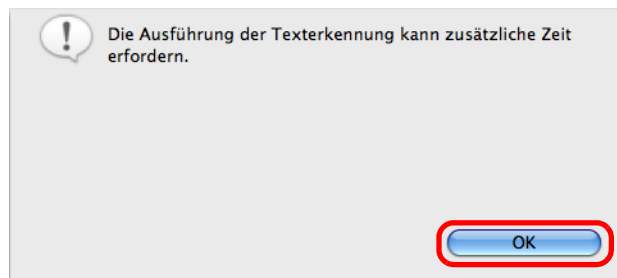 Die Ausführung der Texterkennung kann zusätzliche Zeit
erfordern.
OK